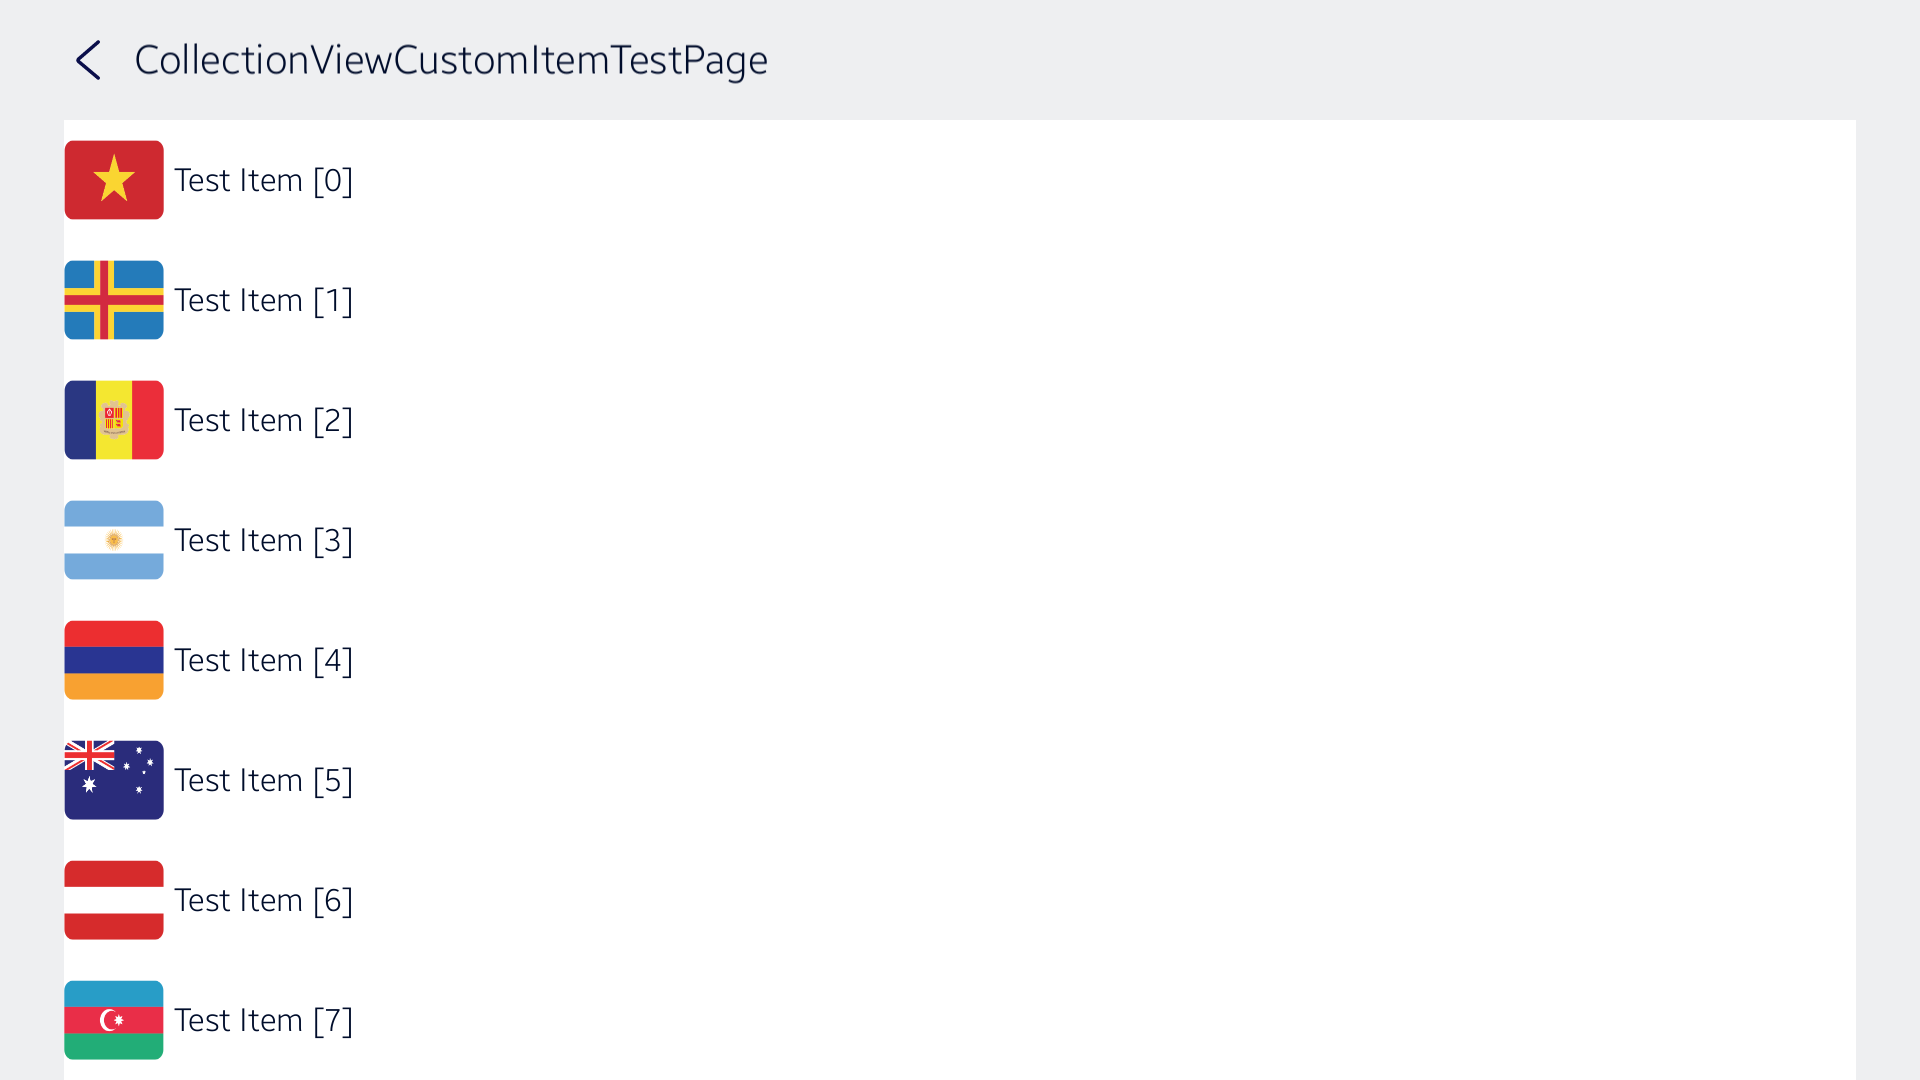 CollectionViewCustomItemTestPage
Test Item [0]
Test Item [1]
Test Item [2]
Test Item [3]
Test Item [4]
Test Item [5]
Test Item [6]
Test Item [7]